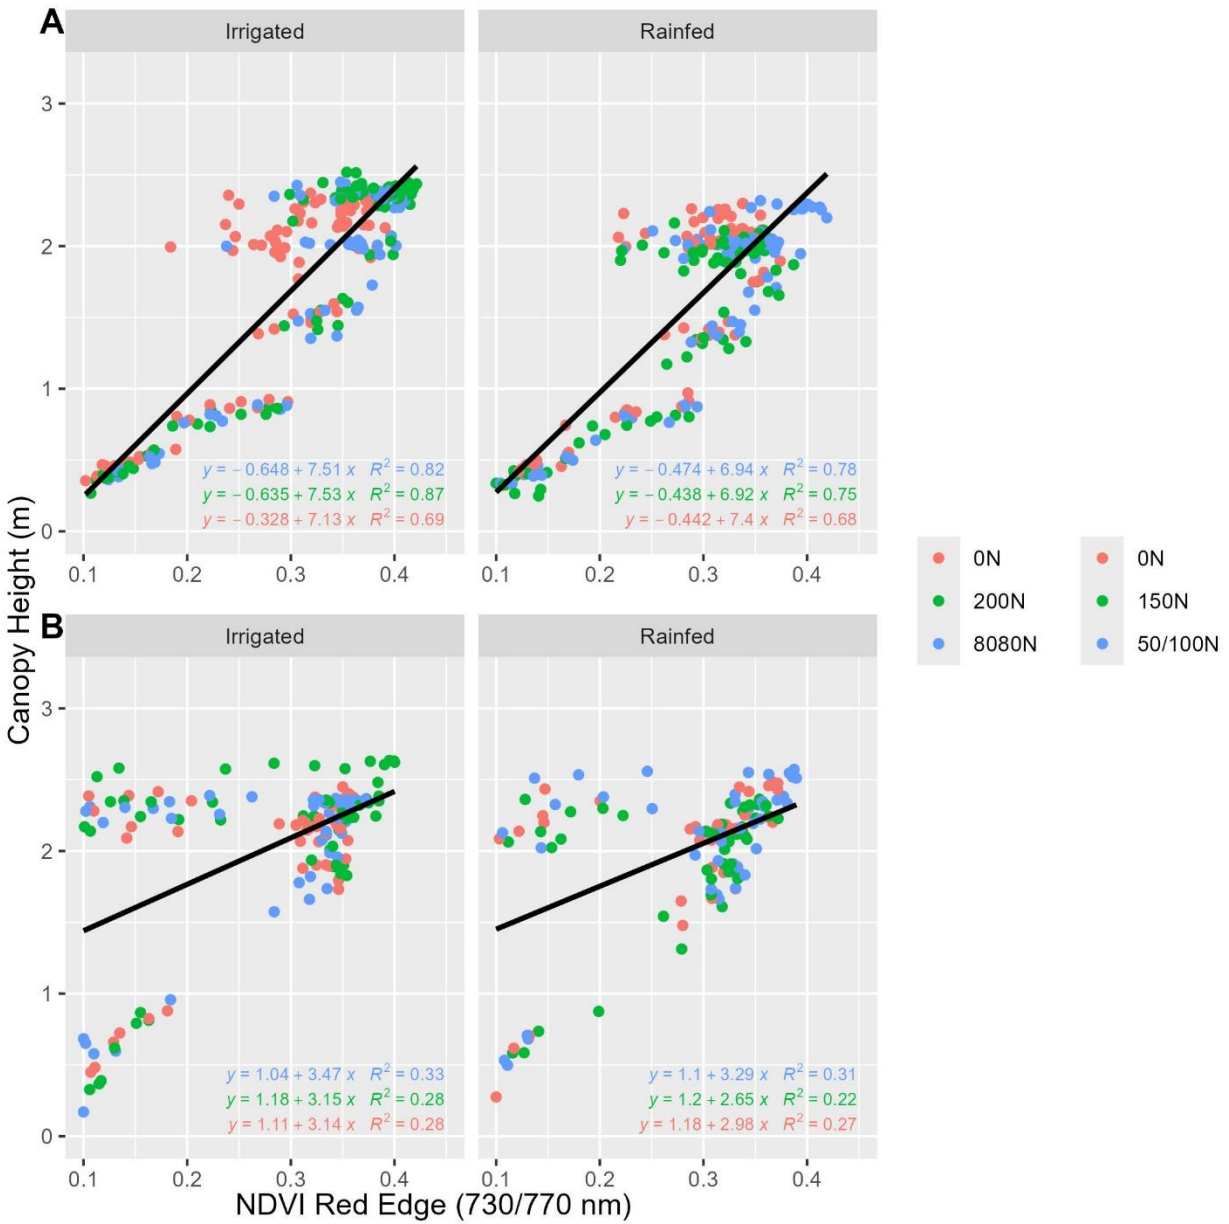 A
Irrigated
Rainfed
3
2
1
0
y = −0.648 + 7.51 x R² = 0.82
y = −0.635 + 7.53 x R² = 0.87
y = −0.328 + 7.13 x R² = 0.69
y = −0.474 + 6.94 x R² = 0.78
y = −0.438 + 6.92 x R² = 0.75
y = −0.442 + 7.4 x R² = 0.68
0.1 0.2 0.3 0.4
0.1 0.2 0.3 0.4
Canopy Height (m)
0N
200N
8080N
0N
150N
50/100N
B
Irrigated
Rainfed
3
2
1
0
y = 1.04 + 3.47 x R² = 0.33
y = 1.18 + 3.15 x R² = 0.28
y = 1.11 + 3.14 x R² = 0.28
y = 1.1 + 3.29 x R² = 0.31
y = 1.2 + 2.65 x R² = 0.22
y = 1.18 + 2.98 x R² = 0.27
0.1 0.2 0.3 0.4
0.1 0.2 0.3 0.4
NDVI Red Edge (730/770 nm)